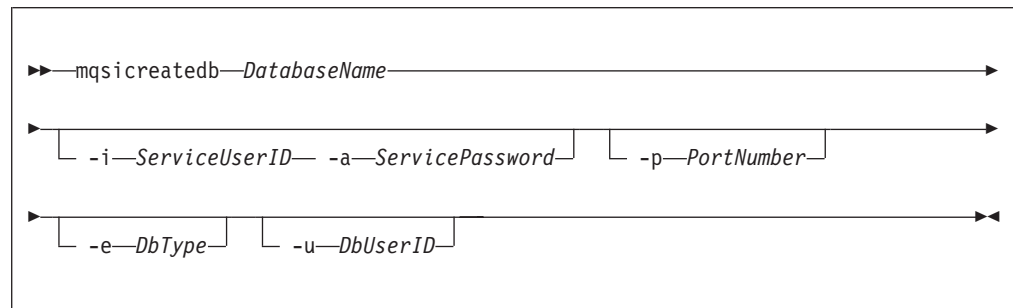 mqsicreatedb DatabaseName
-i ServiceUserID -a ServicePassword -p PortNumber
-e DbType -u DbUserID